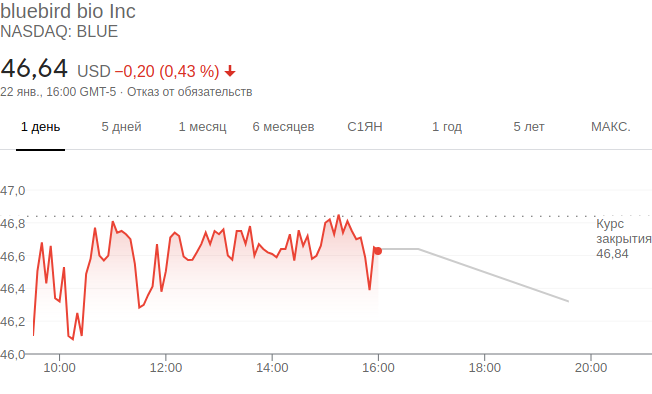 bluebird bio Inc
NASDAQ: BLUE
46,64 USD −0,20 (0,43 %)
22 янв., 16:00 GMT-5 · Отказ от обязательств
1 день 5 дней 1 месяц 6 месяцев С1ЯН 1 год 5 лет МАКС.
47,0
46,8
Курс
закрытия
46,84
46,6
46,4
46,2
46,0
10:00 12:00 14:00 16:00 18:00 20:00